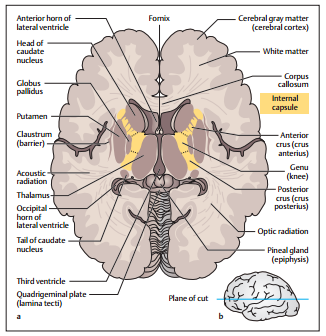 Anterior horn of
lateral ventricle
Head of
caudate
nucleus
Globus
pallidus
Putamen
Claustrum
(barrier)
Acoustic
radiation
Thalamus
Occipital
horn of
lateral ventricle
Tail of caudate
nucleus
Third ventricle
Quadrigeminal plate
(lamina tecti)
a
Fornix
Cerebral gray matter
(cerebral cortex)
White matter
Corpus
callosum
Internal
capsule
Anterior
crus (crus
anterius)
Genu
(knee)
Posterior
crus (crus
posterius)
Optic radiation
Pineal gland
(epiphysis)
Plane of cut
b